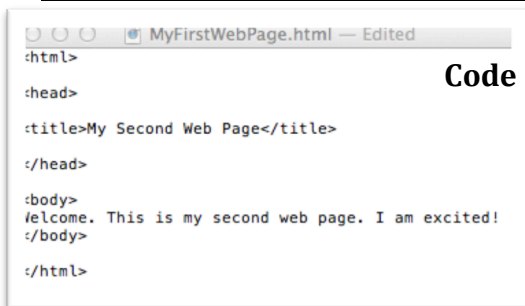 MyFirstWebPage.html — Edited
<html>
Code
<head>
<title>My Second Web Page</title>
</head>
<body>
Welcome. This is my second web page. I am excited!
</body>
</html>